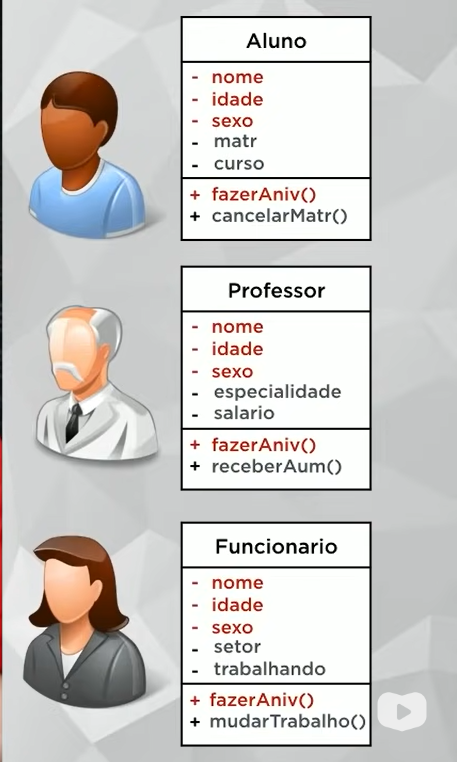 Aluno
- nome
- idade
- sexo
- matr
- curso
+ fazerAniv()
+ cancelarMatr()
Professor
- nome
- idade
- sexo
- especialidade
- salario
+ fazerAniv()
+ receberAum()
Funcionario
- nome
- idade
- sexo
- setor
- trabalhando
+ fazerAniv()
+ mudarTrabalho()